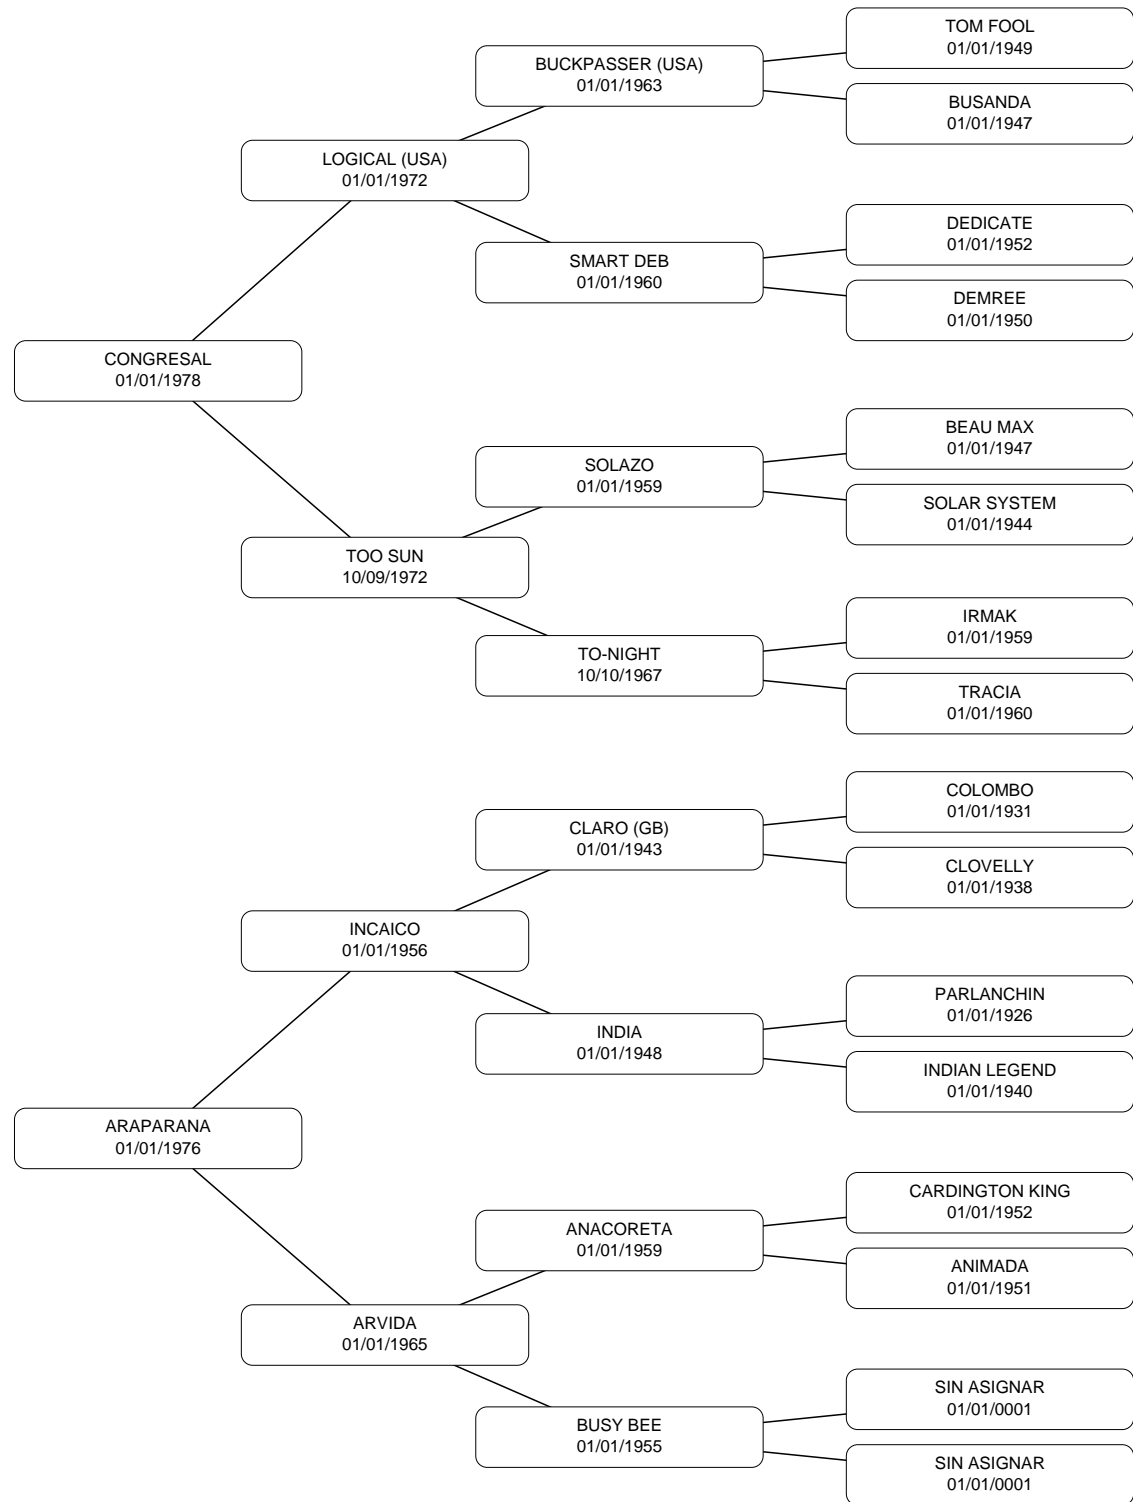 TOM FOOL
01/01/1949
BUCKPASSER (USA)
01/01/1963
BUSANDA
01/01/1947
LOGICAL (USA)
01/01/1972
DEDICATE
01/01/1952
SMART DEB
01/01/1960
DEMREE
01/01/1950
CONGRESAL
01/01/1978
BEAU MAX
01/01/1947
SOLAZO
01/01/1959
SOLAR SYSTEM
01/01/1944
TOO SUN
10/09/1972
IRMAK
01/01/1959
TO-NIGHT
10/10/1967
TRACIA
01/01/1960
COLOMBO
01/01/1931
CLARO (GB)
01/01/1943
CLOVELLY
01/01/1938
INCAICO
01/01/1956
PARLANCHIN
01/01/1926
INDIA
01/01/1948
INDIAN LEGEND
01/01/1940
ARAPARANA
01/01/1976
CARDINGTON KING
01/01/1952
ANACORETA
01/01/1959
ANIMADA
01/01/1951
ARVIDA
01/01/1965
SIN ASIGNAR
01/01/0001
BUSY BEE
01/01/1955
SIN ASIGNAR
01/01/0001